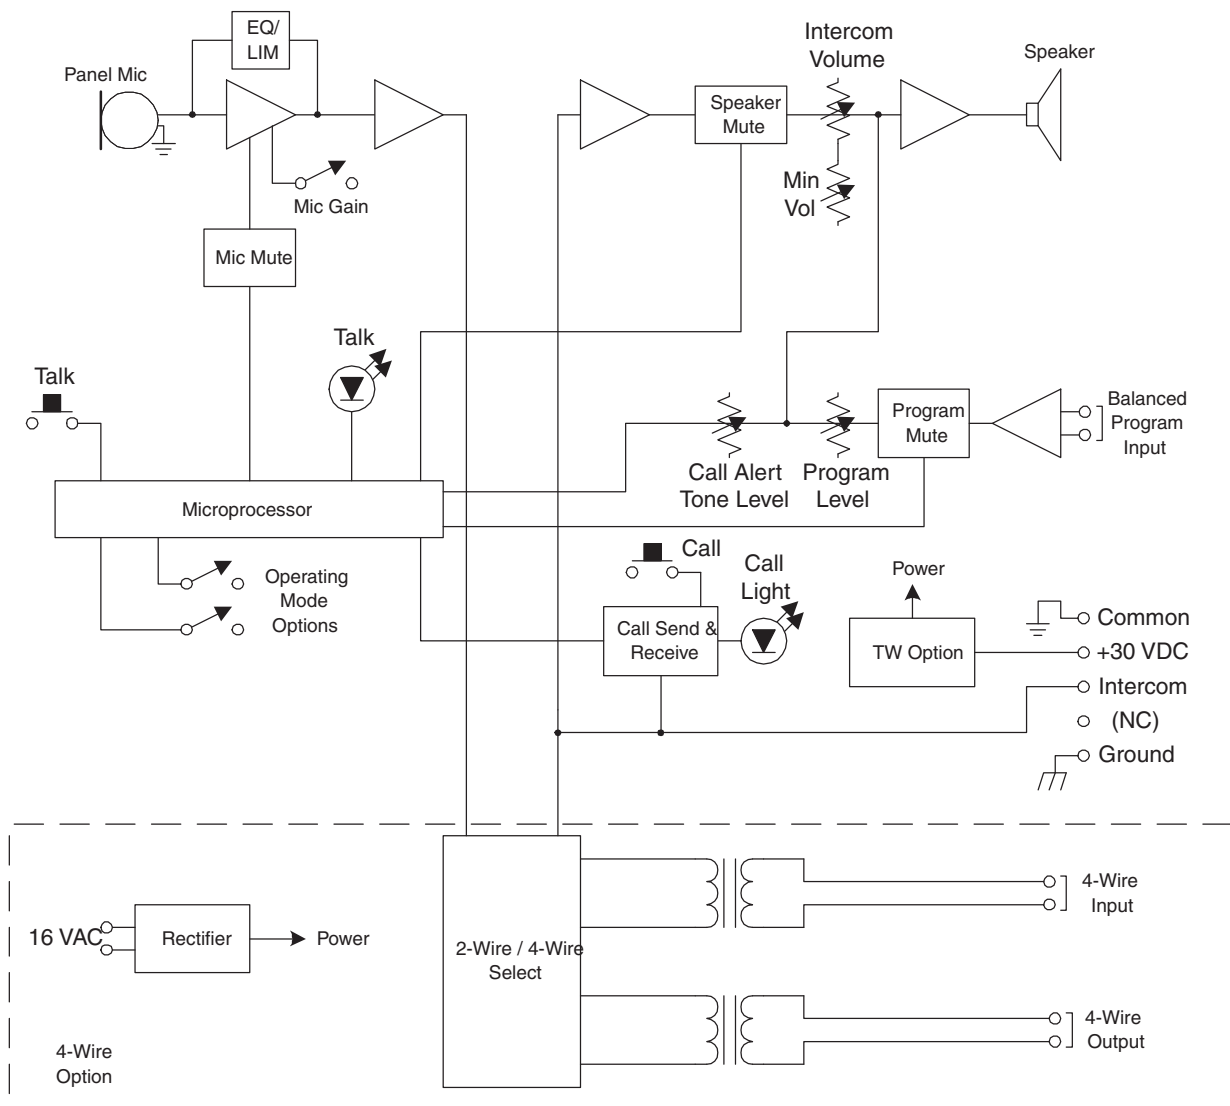 EQ/
LIM
Panel Mic
Intercom
Volume
Speaker
Speaker
Mute
Mic Gain
Min
Vol
Mic Mute
Talk
Talk
Program
Mute
Balanced
Program
Input
Call Alert
Tone Level
Program
Level
Microprocessor
Operating
Mode
Options
Call
Call
Light
Call Send &
Receive
Power
TW Option
Common
+30 VDC
Intercom
(NC)
Ground
16 VAC
Rectifier
Power
2-Wire / 4-Wire
Select
4-Wire
Input
4-Wire
Output
4-Wire
Option